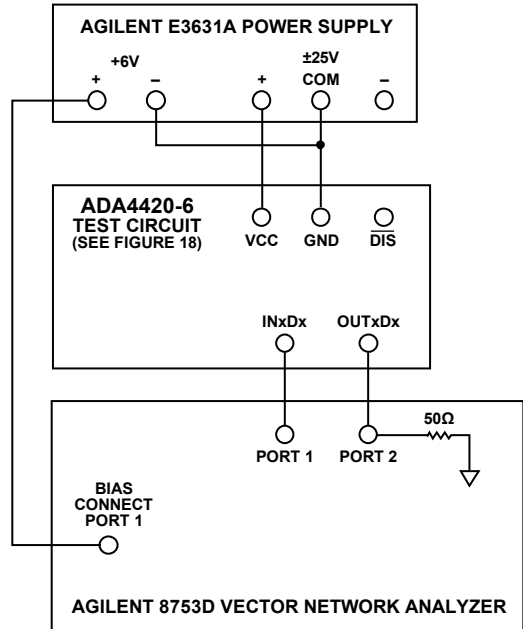 AGILENT E3631A POWER SUPPLY
+6V
±25V
+ – + COM –
ADA4420-6
TEST CIRCUIT
(SEE FIGURE 18)
VCC GND DIS
INxDx OUTxDx
50Ω
PORT 1 PORT 2
BIAS
CONNECT
PORT 1
AGILENT 8753D VECTOR NETWORK ANALYZER